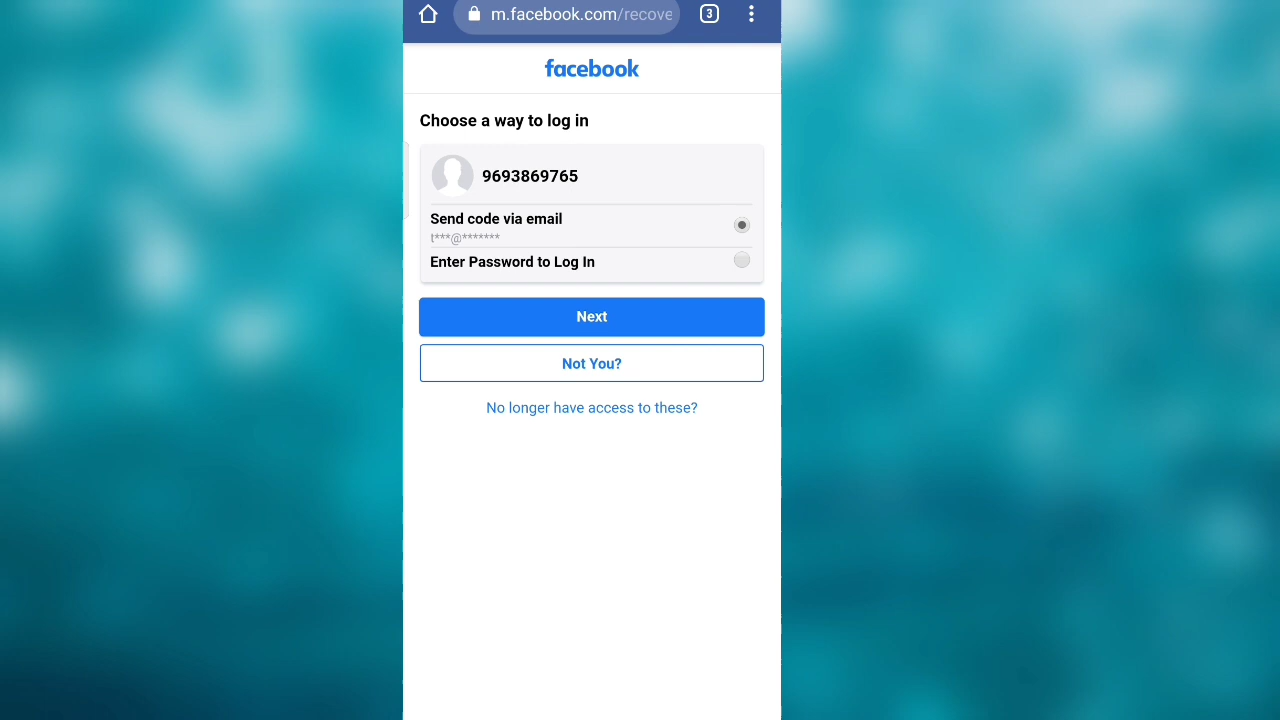 3
m.facebook.com/recove
facebook
Choose a way to log in
9693869765
Send code via email
t***@*******
Enter Password to Log In
Next
Not You?
No longer have access to these?